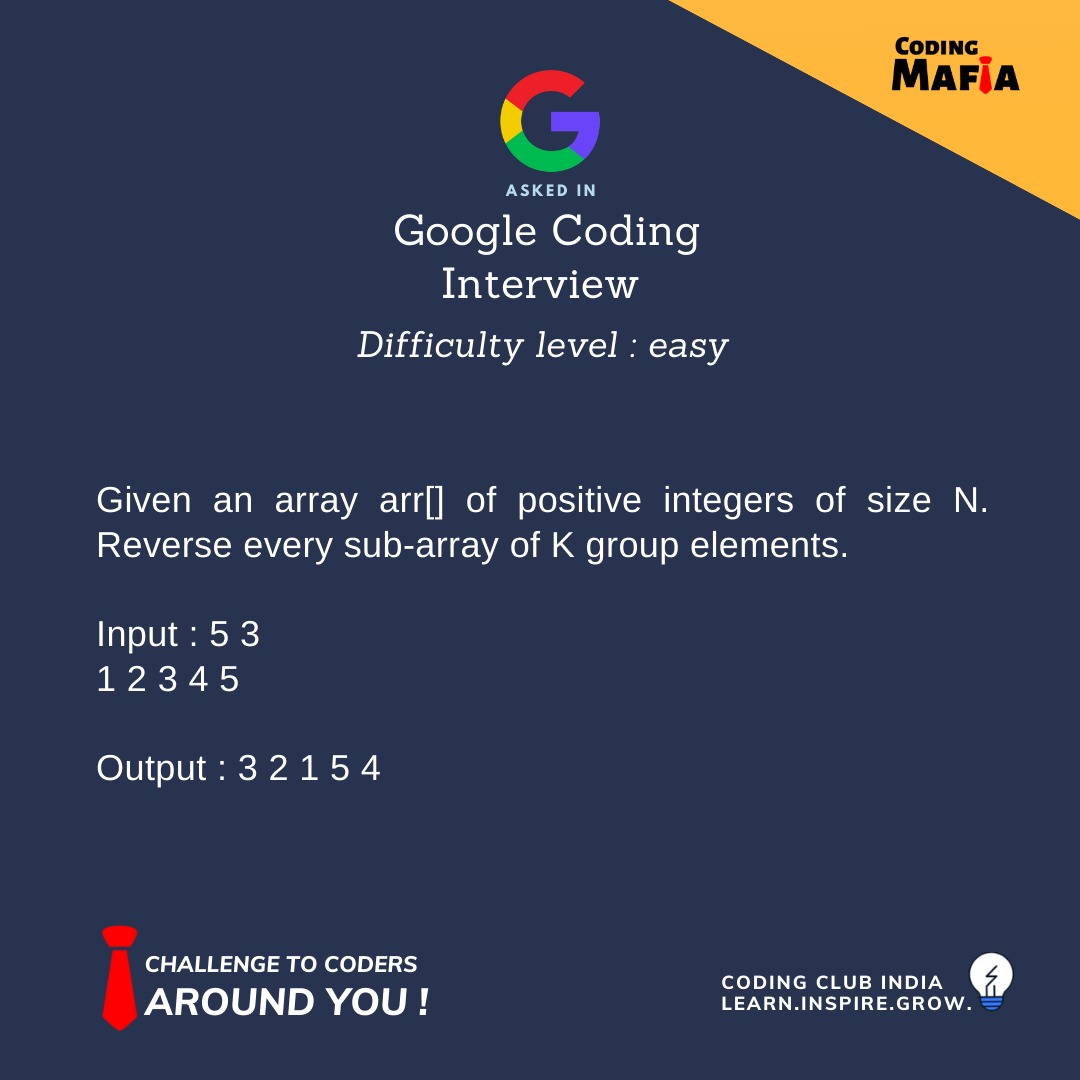 CODING
MAFIA
ASKED IN
Google Coding
Interview
Difficulty level : easy
Given an array arr[] of positive integers of size N.
Reverse every sub-array of K group elements.
Input : 5 3
1 2 3 4 5
Output : 3 2 1 5 4
CHALLENGE TO CODERS
AROUND YOU !
CODING CLUB INDIA
LEARN.INSPIRE.GROW.